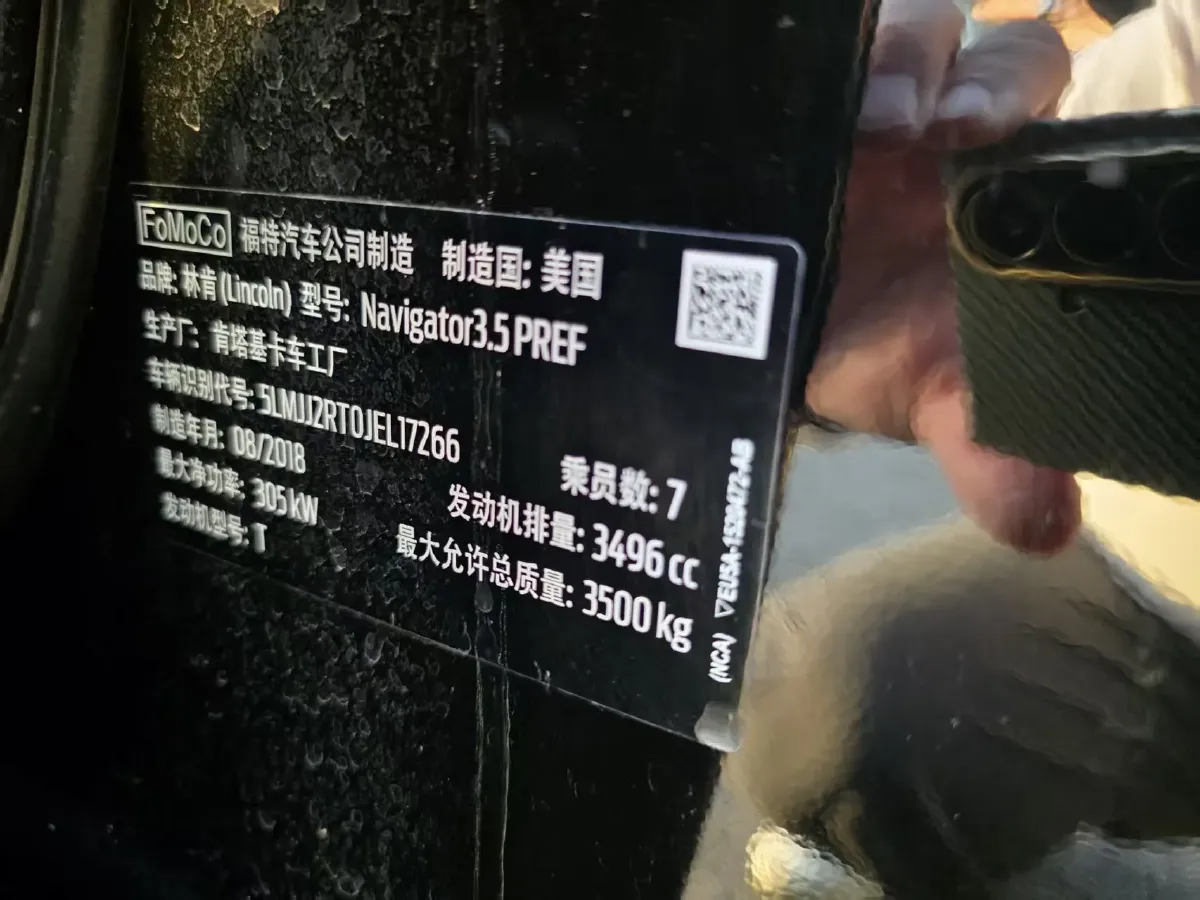 FoMoCo 福特汽车公司制造 制造国: 美国
品牌: 林肯(Lincoln) 型号: Navigator3.5 PREF
生产厂: 肯塔基卡车工厂
车辆识别代号: 5LMJJ2RT0JEL17266
制造年月: 08/2018 乘员数: 7
最大净功率: 305kW 发动机排量: 3496 cc
发动机型号: T 最大允许总质量: 3500 kg
(NCA) ▽EUSA-1520472-AB